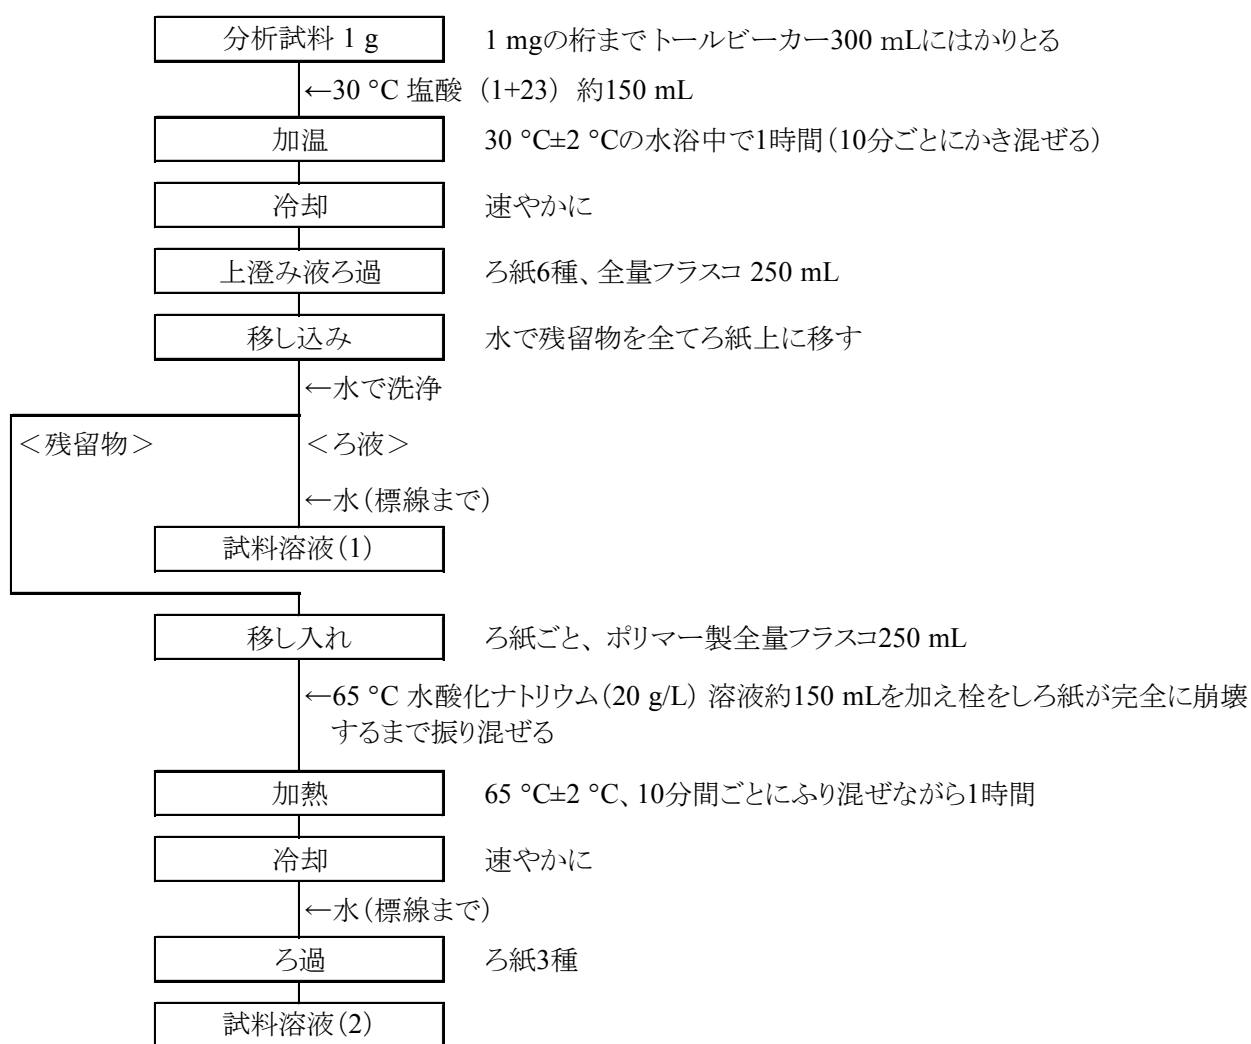 分析試料 1 g 1 mgの桁までトールビーカー300 mLにはかりとる
←30 °C 塩酸（1+23）約150 mL
加温 30 °C±2 °Cの水浴中で1時間（10分ごとにかき混ぜる）
冷却 速やかに
上澄み液ろ過 ろ紙6種、全量フラスコ 250 mL
移し込み 水で残留物を全てろ紙上に移す
←水で洗浄
＜残留物＞ ＜ろ液＞
←水（標線まで）
試料溶液（1）
移し入れ ろ紙ごと、ポリマー製全量フラスコ250 mL
←65 °C 水酸化ナトリウム（20 g/L）溶液約150 mLを加え栓をしろ紙が完全に崩壊
するまで振り混ぜる
加熱 65 °C±2 °C、10分間ごとにふり混ぜながら1時間
冷却 速やかに
←水（標線まで）
ろ過 ろ紙3種
試料溶液（2）